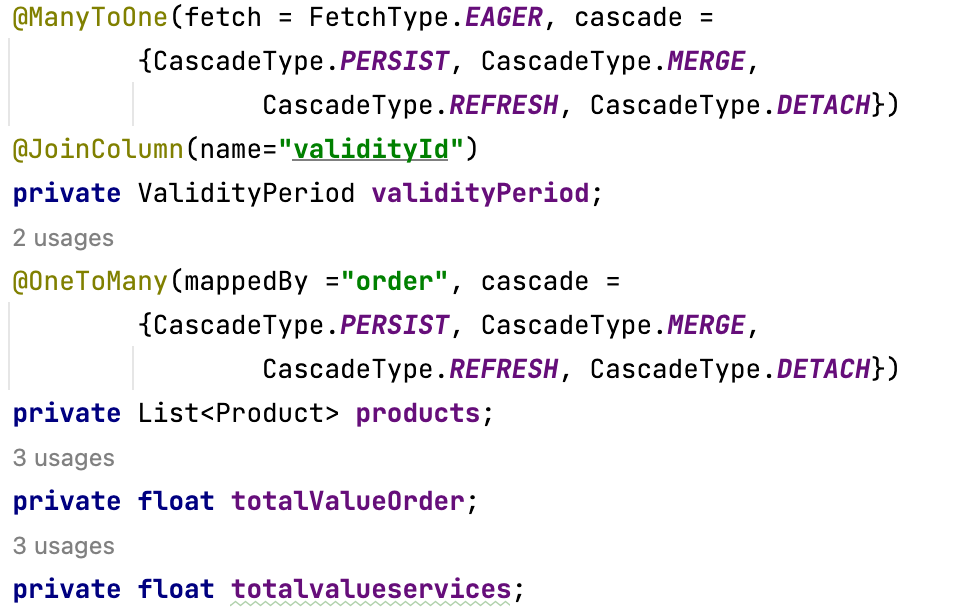 @ManyToOne(fetch = FetchType.EAGER, cascade =
{CascadeType.PERSIST, CascadeType.MERGE,
CascadeType.REFRESH, CascadeType.DETACH})
@JoinColumn(name="validityId")
private ValidityPeriod validityPeriod;
2 usages
@OneToMany(mappedBy ="order", cascade =
{CascadeType.PERSIST, CascadeType.MERGE,
CascadeType.REFRESH, CascadeType.DETACH})
private List<Product> products;
3 usages
private float totalValueOrder;
3 usages
private float totalvalueservices;